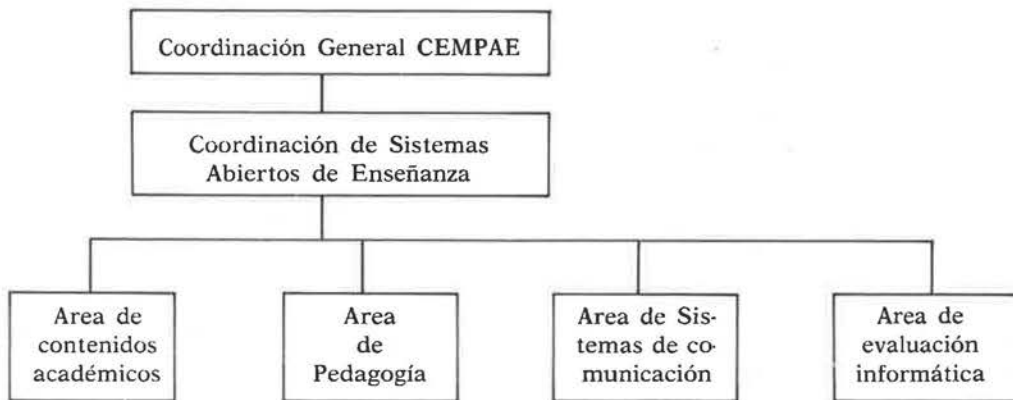 Coordinación General CEMPAE
Coordinación de Sistemas
Abiertos de Enseñanza
Area de
contenidos
académicos
Area
de
Pedagogía
Area de Sis-
temas de co-
municación
Area de
evaluación
informática